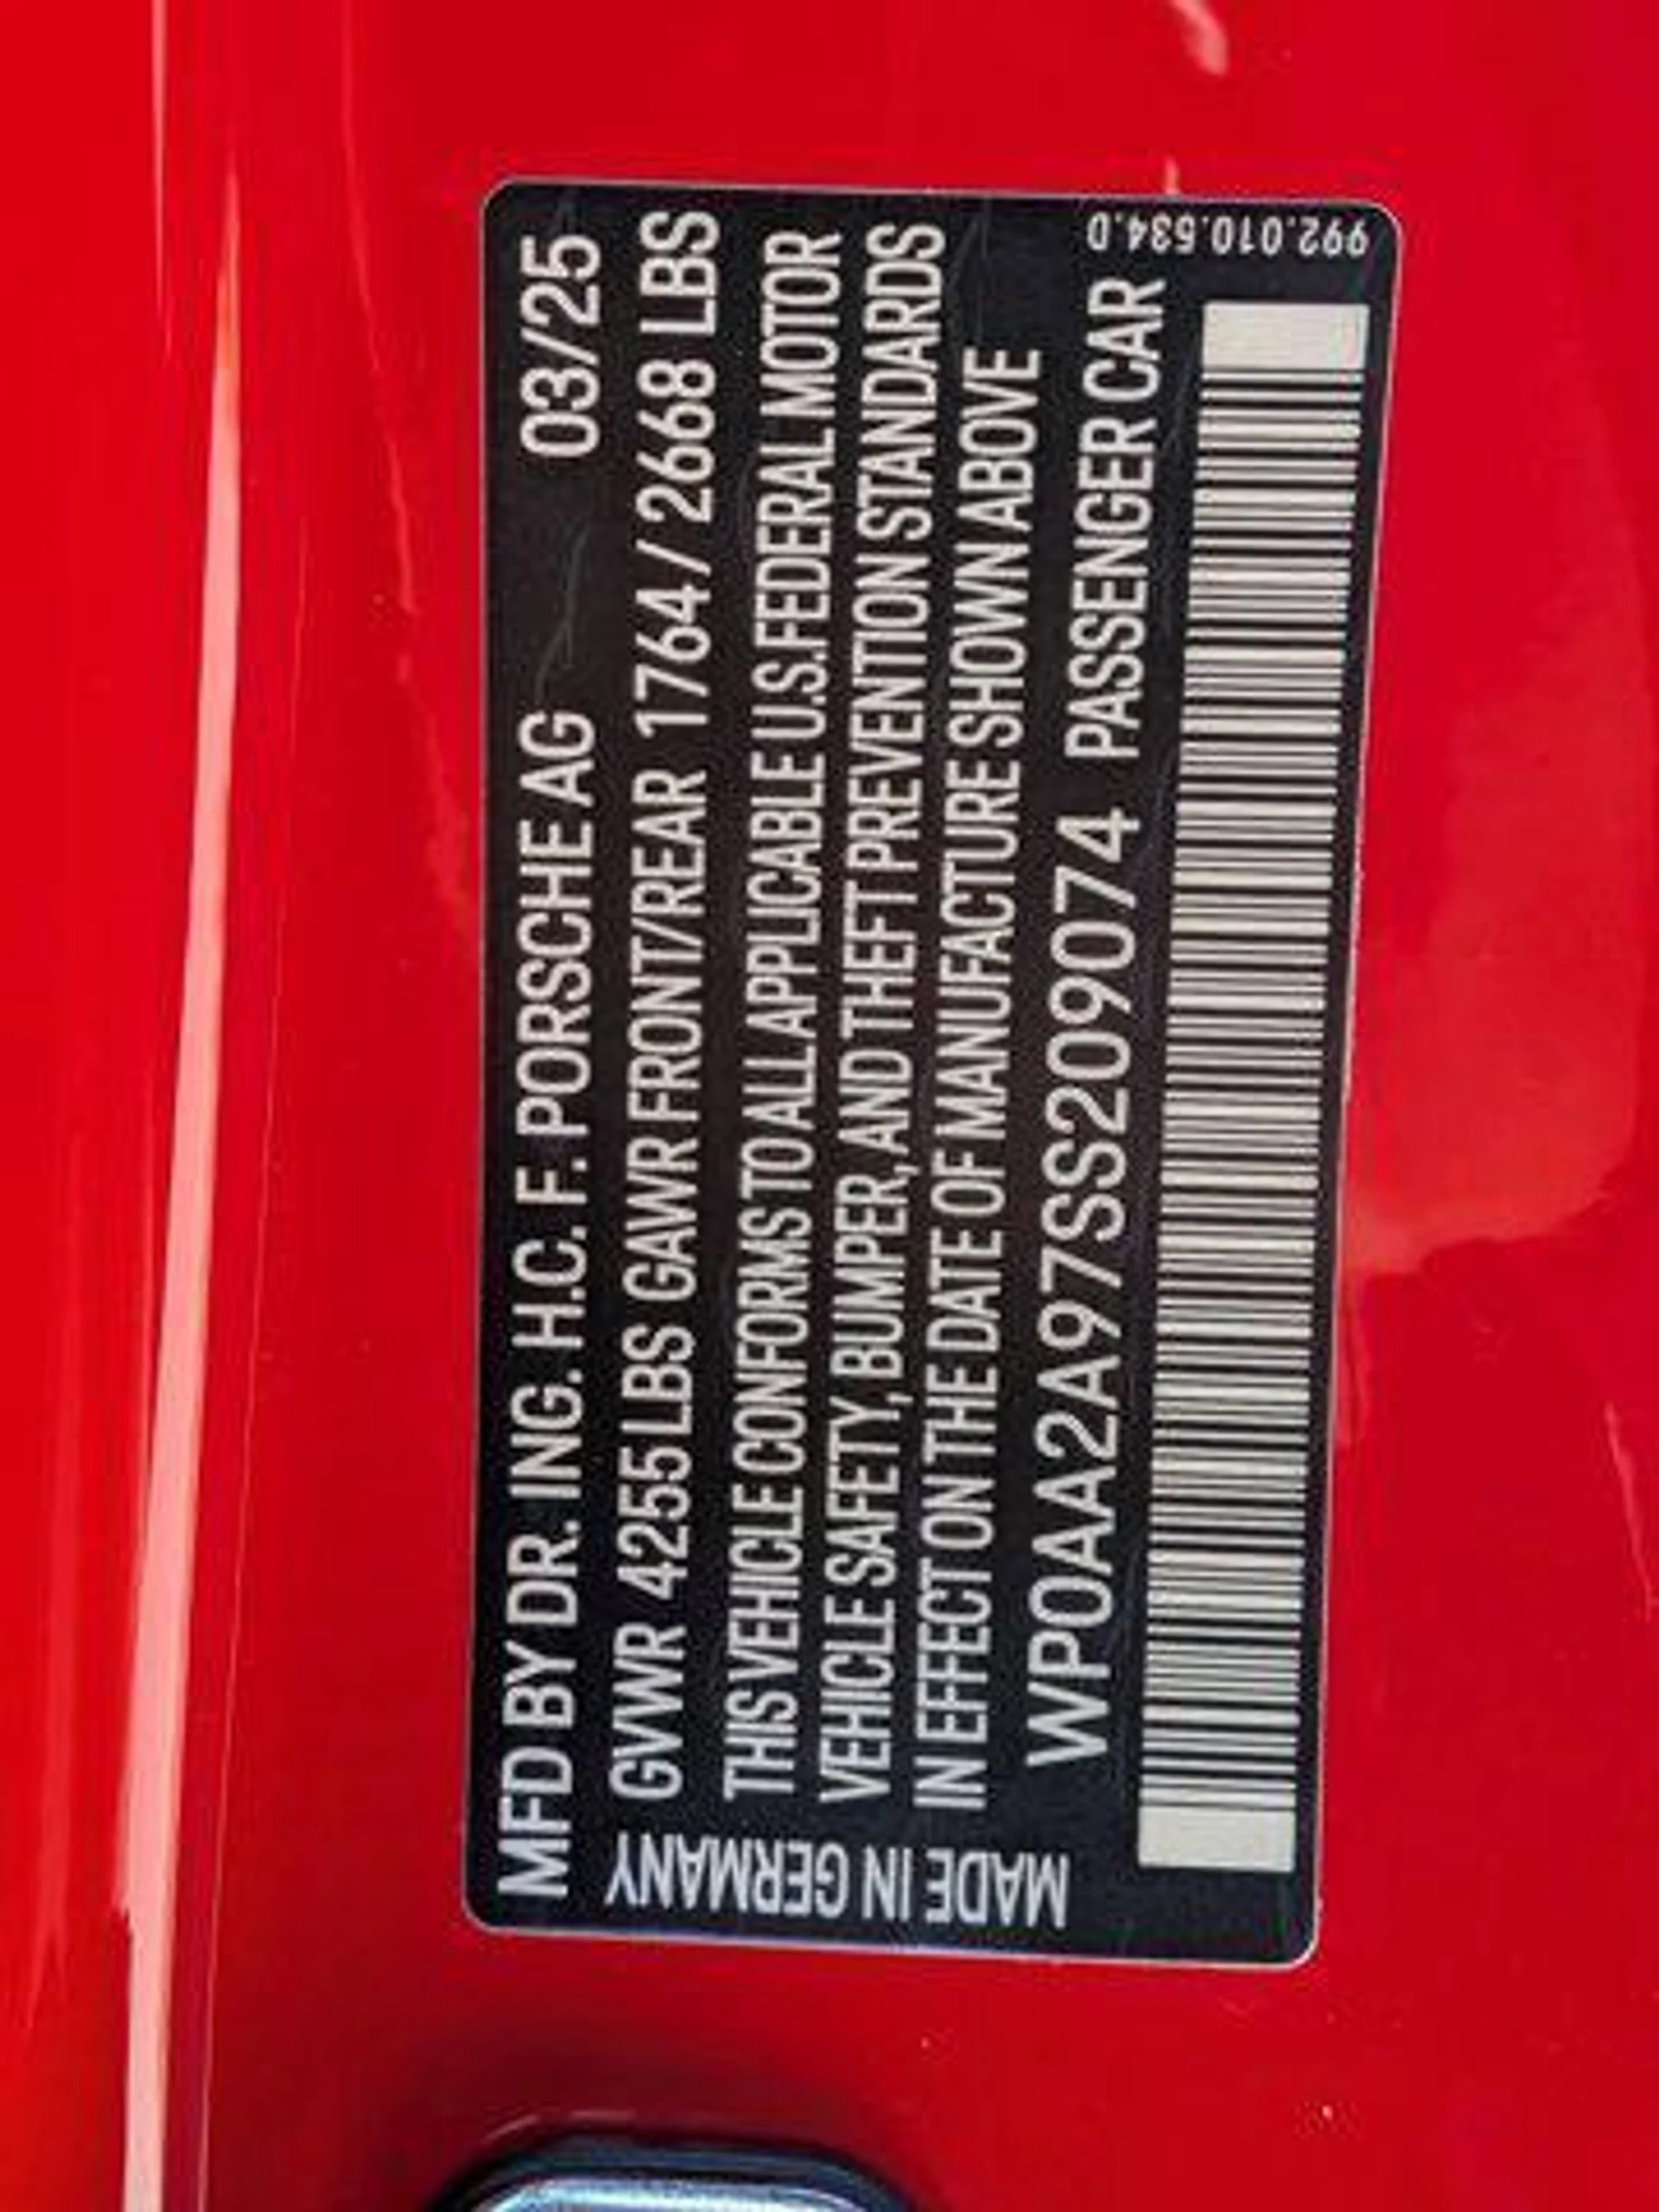 MFD BY DR. ING. H.C. F. PORSCHE AG 03/25
GVWR 4255 LBS GAWR FRONT/REAR 1764 / 2668 LBS
THIS VEHICLE CONFORMS TO ALL APPLICABLE U.S. FEDERAL MOTOR
VEHICLE SAFETY, BUMPER, AND THEFT PREVENTION STANDARDS
IN EFFECT ON THE DATE OF MANUFACTURE SHOWN ABOVE
WP0AA2A97SS209074 PASSENGER CAR
MADE IN GERMANY
992.010.534.D